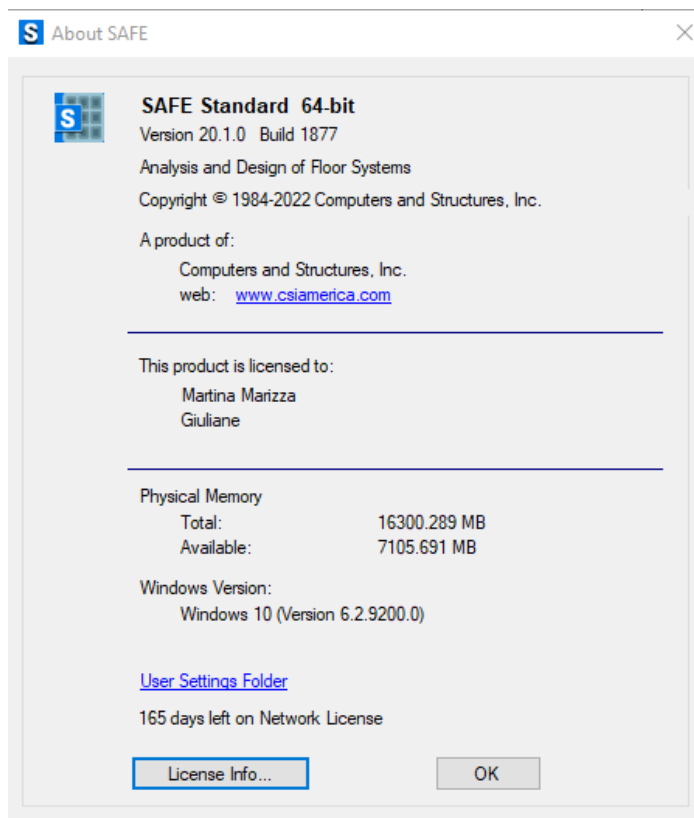 S About SAFE
S
SAFE Standard 64-bit
Version 20.1.0 Build 1877
Analysis and Design of Floor Systems
Copyright © 1984-2022 Computers and Structures, Inc.
A product of:
Computers and Structures, Inc.
web: www.csiamerica.com
This product is licensed to:
Martina Marizza
Giuliane
Physical Memory
Total: 16300.289 MB
Available: 7105.691 MB
Windows Version:
Windows 10 (Version 6.2.9200.0)
User Settings Folder
165 days left on Network License
License Info... OK